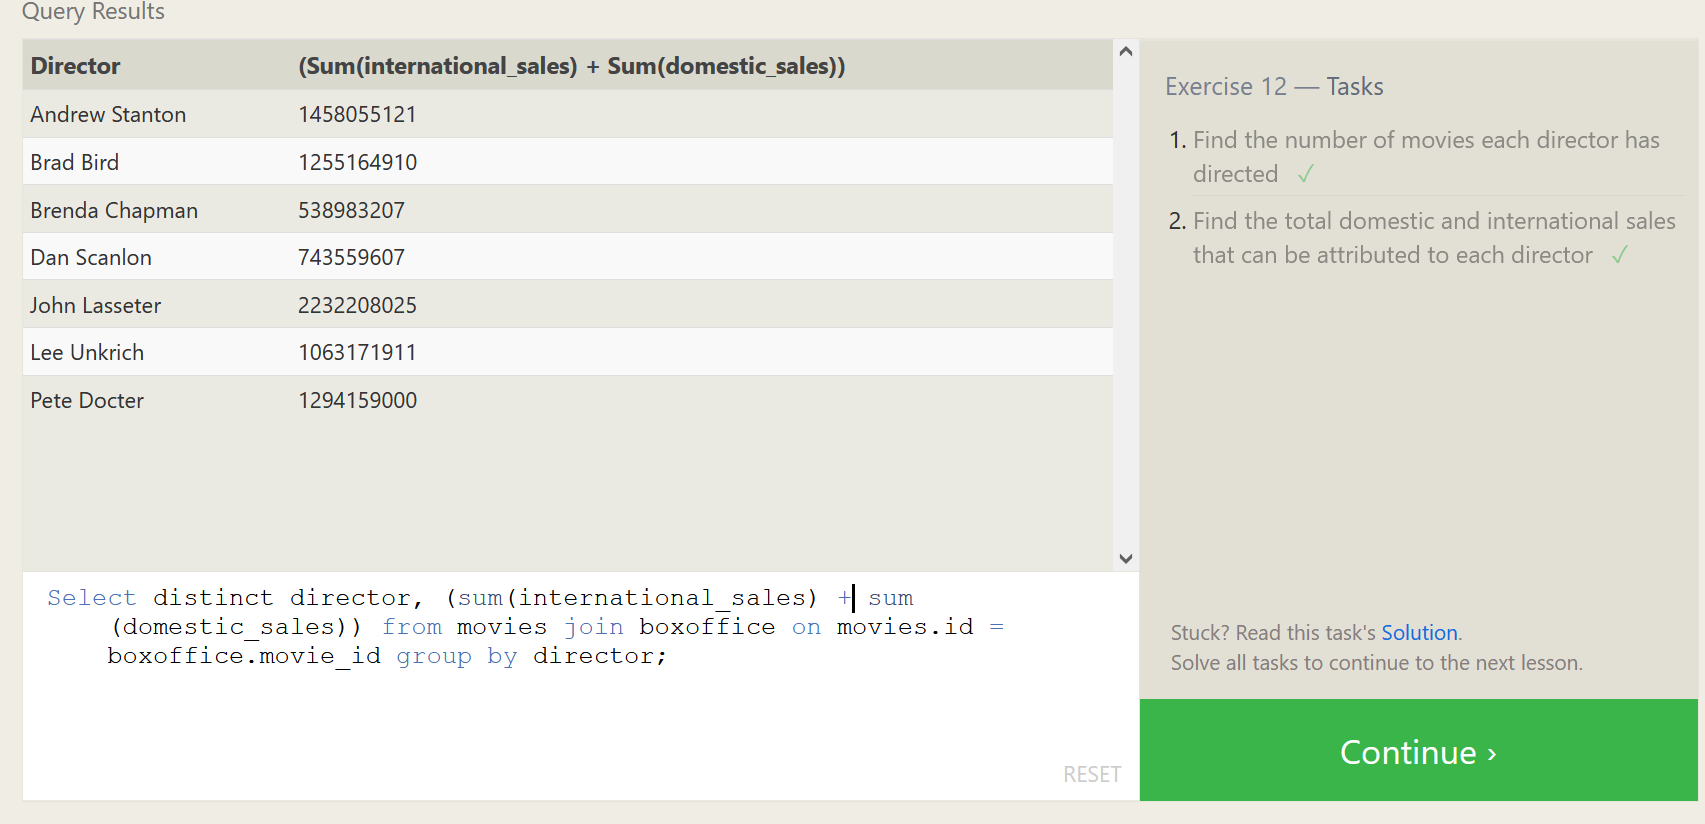 Query Results
Director (Sum(international_sales) + Sum(domestic_sales))
Andrew Stanton 1458055121
Brad Bird 1255164910
Brenda Chapman 538983207
Dan Scanlon 743559607
John Lasseter 2232208025
Lee Unkrich 1063171911
Pete Docter 1294159000
Select distinct director, (sum(international_sales) + sum
(domestic_sales)) from movies join boxoffice on movies.id =
boxoffice.movie_id group by director;
RESET
Exercise 12 — Tasks
1. Find the number of movies each director has
directed ✓
2. Find the total domestic and international sales
that can be attributed to each director ✓
Stuck? Read this task's Solution.
Solve all tasks to continue to the next lesson.
Continue ›